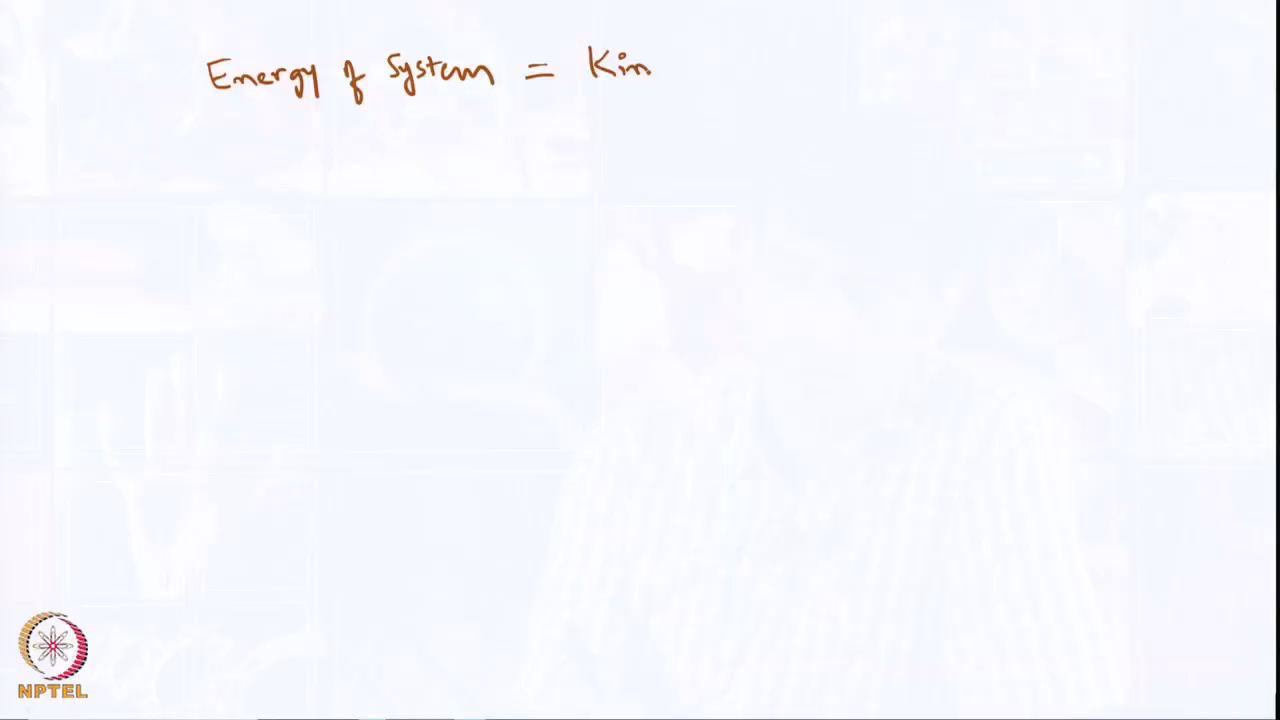 Energy of System = Kin
NPTEL